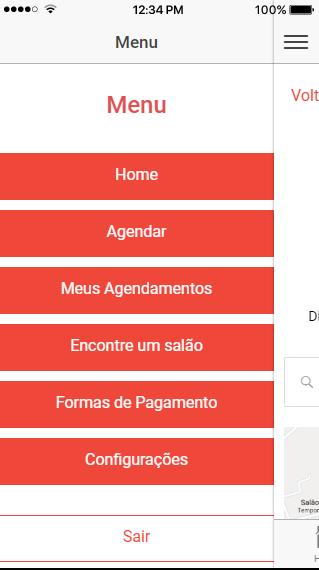 12:34 PM
100%
Menu
Menu
Home
Agendar
Meus Agendamentos
Encontre um salão
Formas de Pagamento
Configurações
Sair
Volt
Di
Salão
Tempor
H